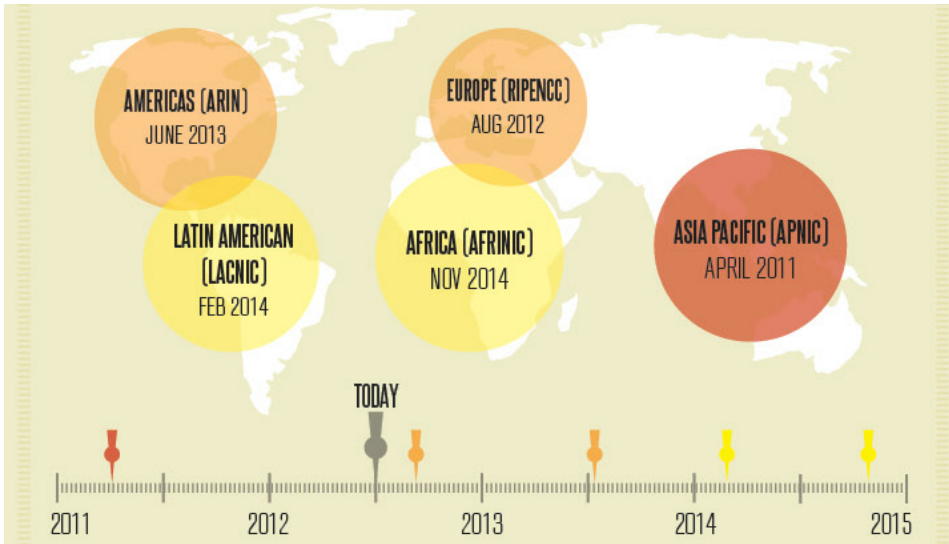 AMERICAS (ARIN)
JUNE 2013
EUROPE (RIPENCC)
AUG 2012
LATIN AMERICAN
(LACNIC)
FEB 2014
AFRICA (AFRINIC)
NOV 2014
ASIA PACIFIC (APNIC)
APRIL 2011
TODAY
2011
2012
2013
2014
2015